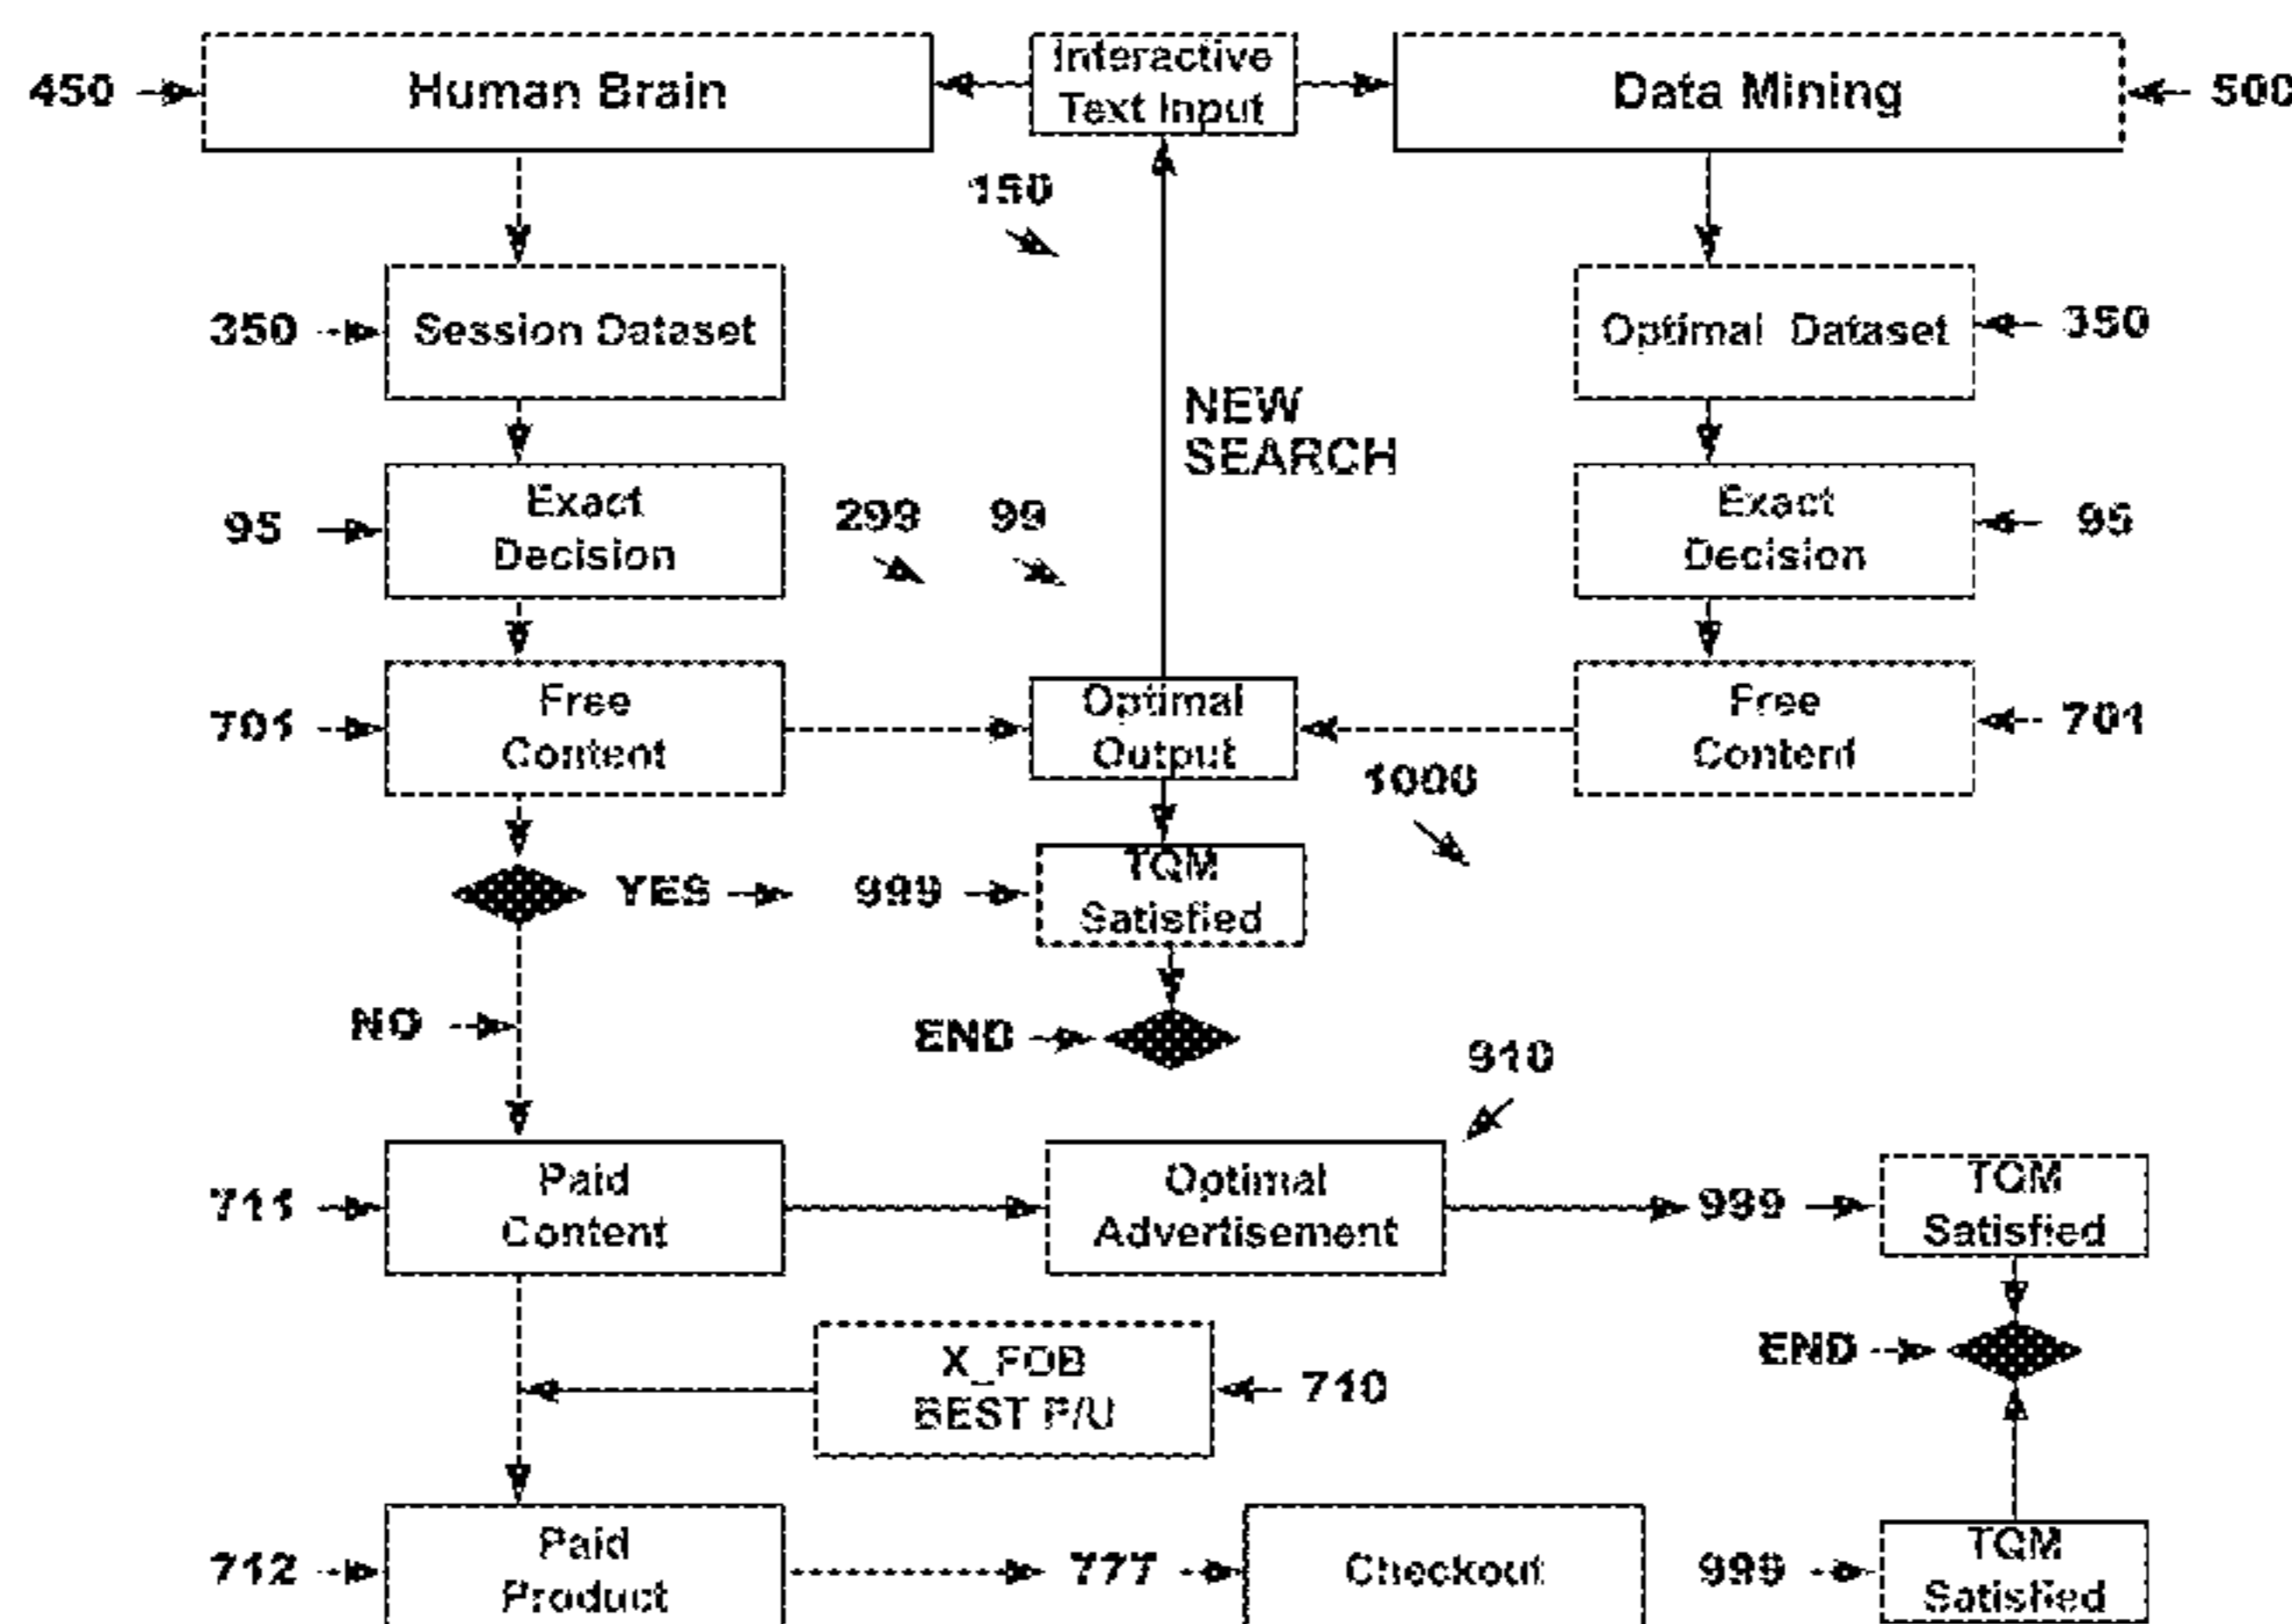 450
Human Brain
Interactive
Text Input
Data Mining
500
150
350
Session Dataset
Optimal Dataset
350
NEW
SEARCH
95
Exact
Decision
299
99
Exact
Decision
95
701
Free
Content
Optimal
Output
Free
Content
701
1000
YES
999
TQM
Satisfied
NO
END
910
711
Paid
Content
Optimal
Advertisement
999
TQM
Satisfied
X_FOB
BEST P/U
710
END
712
Paid
Product
777
Checkout
999
TQM
Satisfied